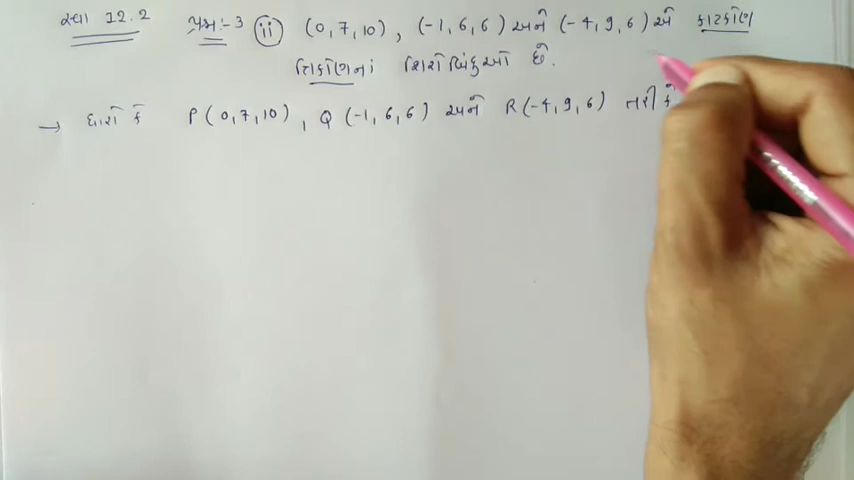 સ્વા 12.2 પ્રશ્ન:-3 (ii) (0,7,10), (-1,6,6) અને (-4,9,6) એ કાટકોણ
ત્રિકોણનાં શિરોબિંદુઓ છે.
→ ધારો કે P(0,7,10), Q(-1,6,6) અને R(-4,9,6)